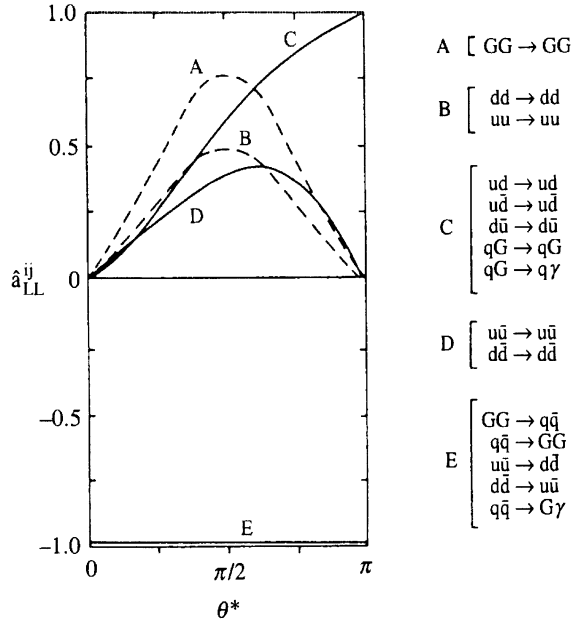 1.0
0.5
0
−0.5
−1.0
â^{ij}_{LL}
A
B
C
D
E
0
π/2
π
θ*
A [ GG → GG
B [ dd → dd
uu → uu
C [ ud → ud
ud̄ → ud̄
dū → dū
qG → qG
qG → qγ
D [ uū → uū
dd̄ → dd̄
E [ GG → qq̄
qq̄ → GG
uū → dd̄
dd̄ → uū
qq̄ → Gγ